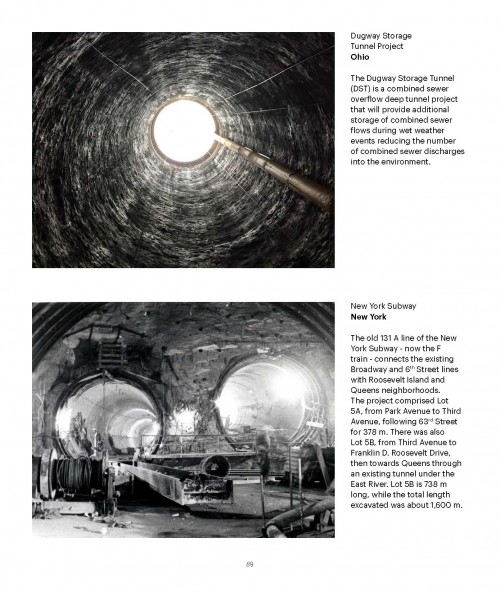 Dugway Storage
Tunnel Project
Ohio
The Dugway Storage Tunnel
(DST) is a combined sewer
overflow deep tunnel project
that will provide additional
storage of combined sewer
flows during wet weather
events reducing the number
of combined sewer discharges
into the environment.
New York Subway
New York
The old 131 A line of the New
York Subway - now the F
train - connects the existing
Broadway and 6th Street lines
with Roosevelt Island and
Queens neighborhoods.
The project comprised Lot
5A, from Park Avenue to Third
Avenue, following 63rd Street
for 378 m. There was also
Lot 5B, from Third Avenue to
Franklin D. Roosevelt Drive,
then towards Queens through
an existing tunnel under the
East River. Lot 5B is 738 m
long, while the total length
excavated was about 1,600 m.
89